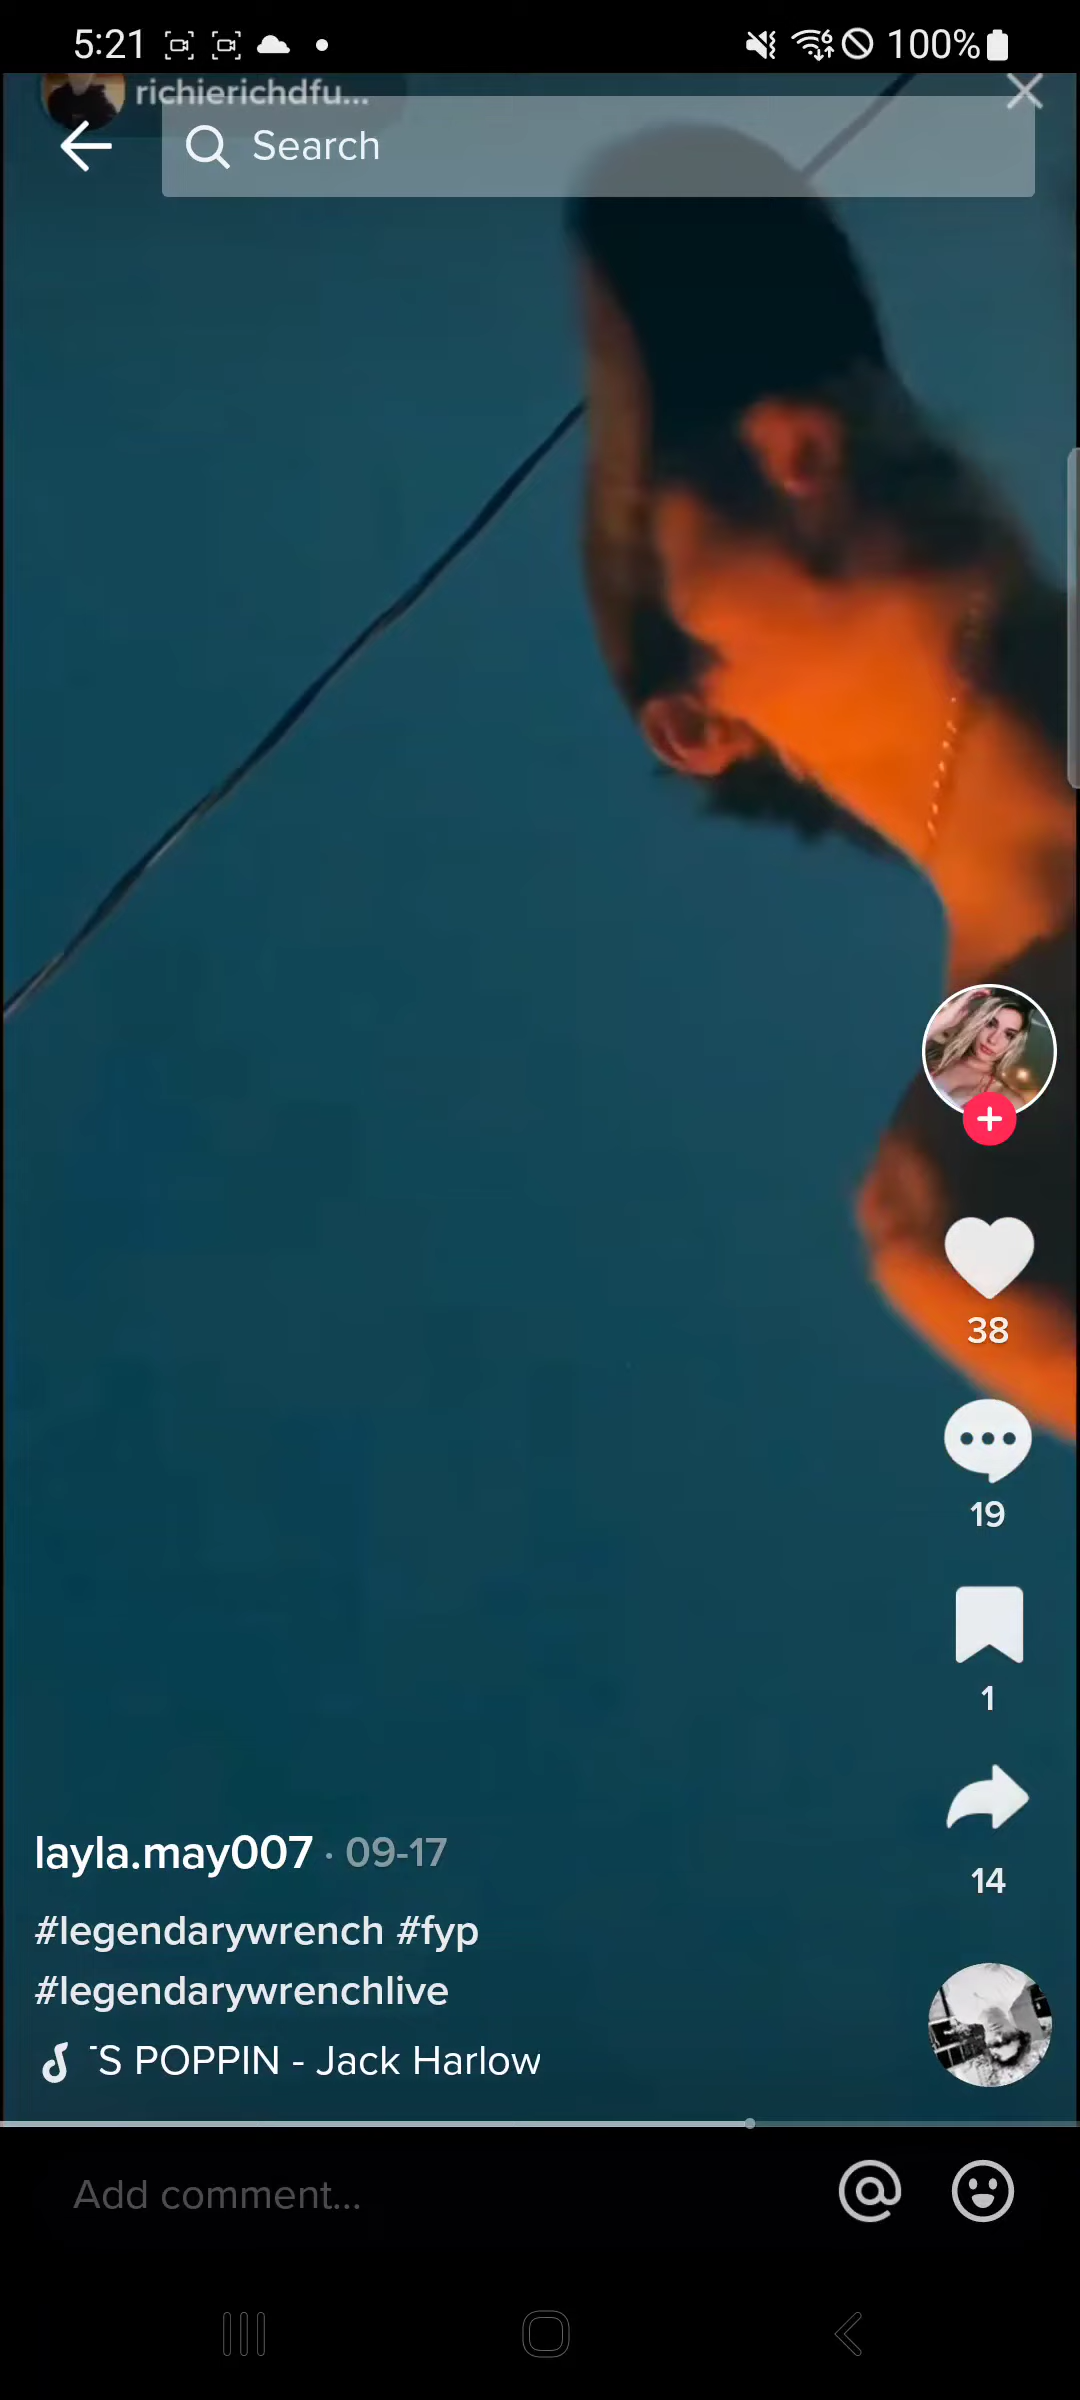 5:21
100%
richierichdfu...
Search
38
19
1
14
layla.may007 · 09-17
#legendarywrench #fyp
#legendarywrenchlive
S POPPIN - Jack Harlow
Add comment...